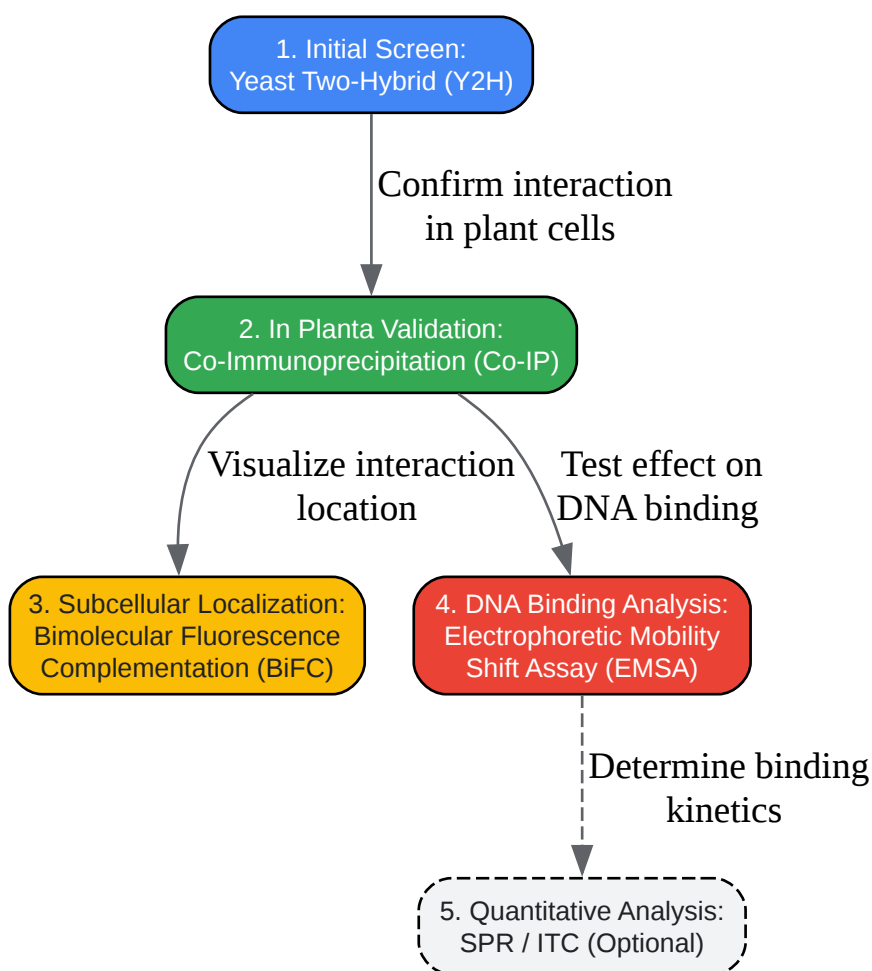 1. Initial Screen:
Yeast Two-Hybrid (Y2H)
Confirm interaction
in plant cells
2. In Planta Validation:
Co-Immunoprecipitation (Co-IP)
Visualize interaction
location
Test effect on
DNA binding
3. Subcellular Localization:
Bimolecular Fluorescence
Complementation (BiFC)
4. DNA Binding Analysis:
Electrophoretic Mobility
Shift Assay (EMSA)
Determine binding
kinetics
5. Quantitative Analysis:
SPR / ITC (Optional)